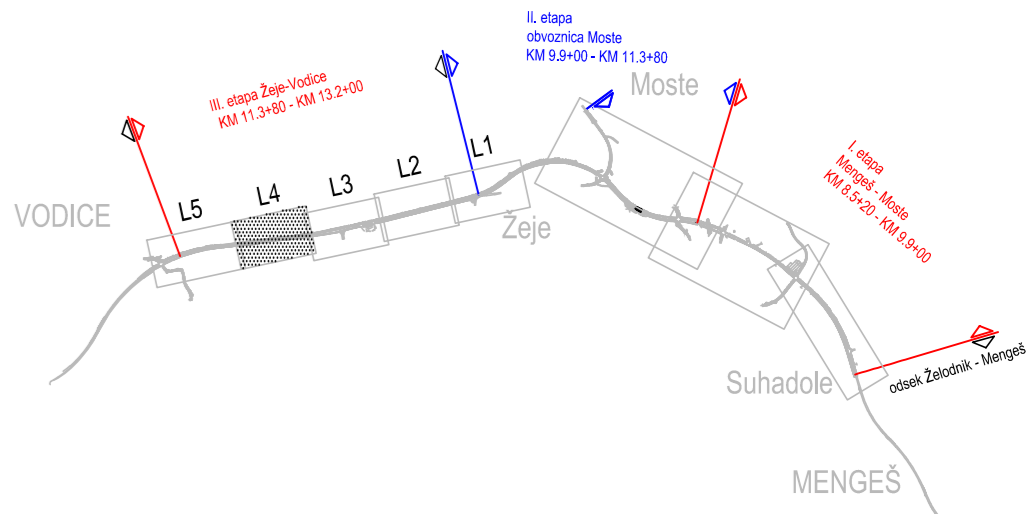 II. etapa
obvoznica Moste
KM 9.9+00 - KM 11.3+80
III. etapa Žeje-Vodice
KM 11.3+80 - KM 13.2+00
Moste
I. etapa
Mengeš - Moste
KM 8.5+20 - KM 9.9+00
VODICE
L5
L4
L3
L2
L1
Žeje
Suhadole
odsek Želodnik - Mengeš
MENGEŠ